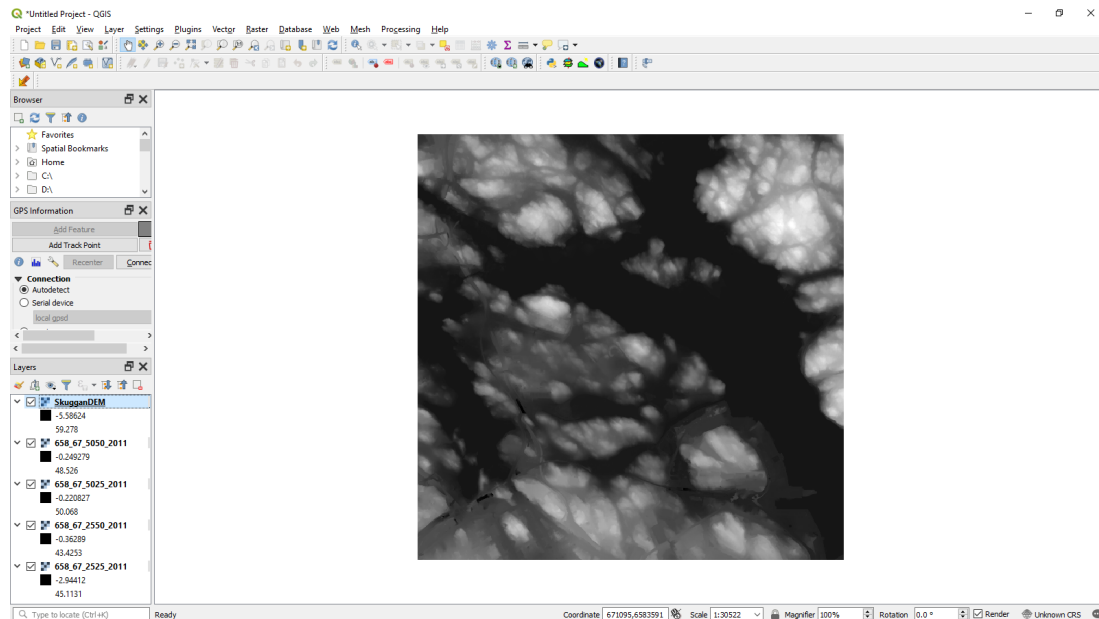 *Untitled Project - QGIS
Project Edit View Layer Settings Plugins Vector Raster Database Web Mesh Processing Help
Browser
Favorites
Spatial Bookmarks
Home
C:\
D:\
GPS Information
Add Feature
Add Track Point
Recenter Connec
Connection
Autodetect
Serial device
local gpsd
Layers
SkugganDEM
-5.58624
59.278
658_67_5050_2011
-0.249279
48.526
658_67_5025_2011
-0.220827
50.068
658_67_2550_2011
-0.36289
43.4253
658_67_2525_2011
-2.94412
45.1131
Type to locate (Ctrl+K) Ready Coordinate 671095,6583591 Scale 1:30522 Magnifier 100% Rotation 0.0 ° Render Unknown CRS